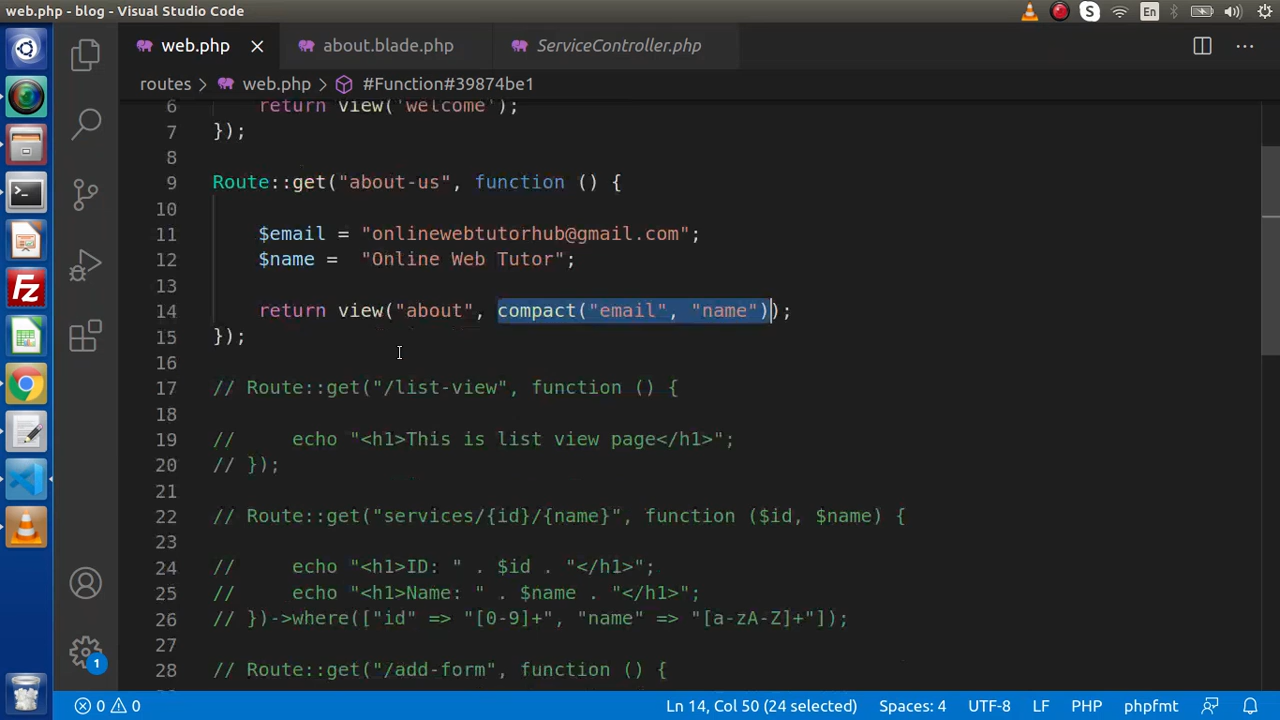 web.php - blog - Visual Studio Code
En
web.php
about.blade.php
ServiceController.php
routes > web.php > #Function#39874be1
6 return view('welcome');
7 });
8
9 Route::get("about-us", function () {
10
11 $email = "onlinewebtutorhub@gmail.com";
12 $name =  "Online Web Tutor";
13
14 return view("about", compact("email", "name"));
15 });
16
17 // Route::get("/list-view", function () {
18
19 //     echo "<h1>This is list view page</h1>";
20 // });
21
22 // Route::get("services/{id}/{name}", function ($id, $name) {
23
24 //     echo "<h1>ID: " . $id . "</h1>";
25 //     echo "<h1>Name: " . $name . "</h1>";
26 // })->where(["id" => "[0-9]+", "name" => "[a-zA-Z]+"]);
27
28 // Route::get("/add-form", function () {
1
0 0 Ln 14, Col 50 (24 selected) Spaces: 4 UTF-8 LF PHP phpfmt